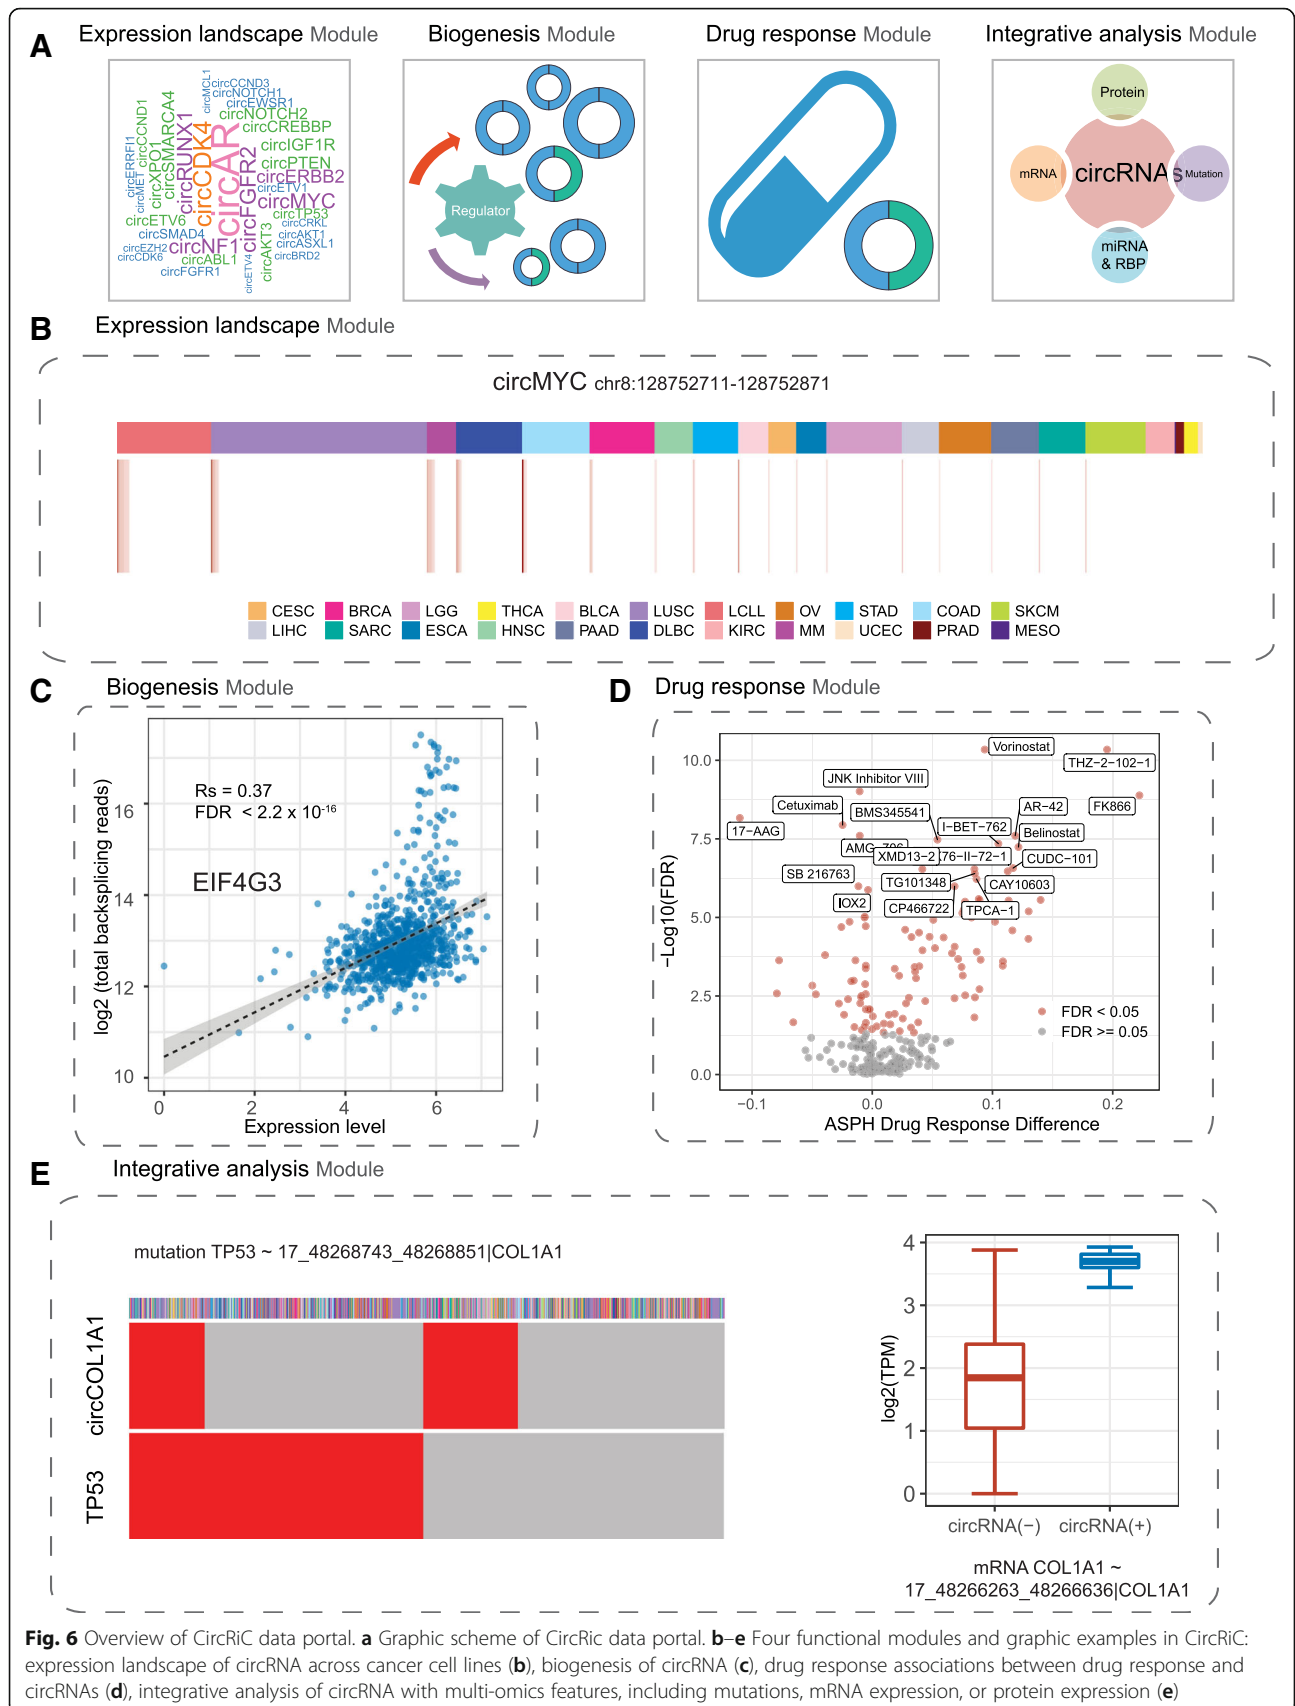 A
Expression landscape Module
Biogenesis Module
Drug response Module
Integrative analysis Module
circMCL1
circCCND3
circNOTCH1
circEWSR1
circNOTCH2
circCREBBP
circIGF1R
circPTEN
circERBB2
circETV1
circMYC
circTP53
circCRKL
circAKT1
circASXL1
circBRD2
circAKT3
circETV4
circFGFR2
circAR
circCDK4
circRUNX1
circSMARCA4
circXPO1
circCCND1
circERRFI1
circMET
circETV6
circSMAD4
circEZH2
circCDK6
circNF1
circABL1
circFGFR1
Regulator
Protein
mRNA
circRNAs
Mutation
miRNA
& RBP
B
Expression landscape Module
circMYC chr8:128752711-128752871
CESC BRCA LGG THCA BLCA LUSC LCLL OV STAD COAD SKCM
LIHC SARC ESCA HNSC PAAD DLBC KIRC MM UCEC PRAD MESO
C
Biogenesis Module
log2 (total backsplicing reads)
Rs = 0.37
FDR < 2.2 x 10-16
EIF4G3
16
14
12
10
0 2 4 6
Expression level
D
Drug response Module
−Log10(FDR)
10.0
7.5
5.0
2.5
0.0
Vorinostat
THZ−2−102−1
JNK Inhibitor VIII
Cetuximab
BMS345541
AR−42
FK866
17−AAG
I−BET−762
Belinostat
XMD13−2
76−II−72−1
CUDC−101
SB 216763
TG101348
CAY10603
IOX2
CP466722
TPCA−1
FDR < 0.05
FDR >= 0.05
−0.1 0.0 0.1 0.2
ASPH Drug Response Difference
E
Integrative analysis Module
mutation TP53 ~ 17_48268743_48268851|COL1A1
circCOL1A1
TP53
log2(TPM)
4
3
2
1
0
circRNA(−) circRNA(+)
mRNA COL1A1 ~
17_48266263_48266636|COL1A1
Fig. 6 Overview of CircRiC data portal. a Graphic scheme of CircRic data portal. b–e Four functional modules and graphic examples in CircRiC:
expression landscape of circRNA across cancer cell lines (b), biogenesis of circRNA (c), drug response associations between drug response and
circRNAs (d), integrative analysis of circRNA with multi-omics features, including mutations, mRNA expression, or protein expression (e)